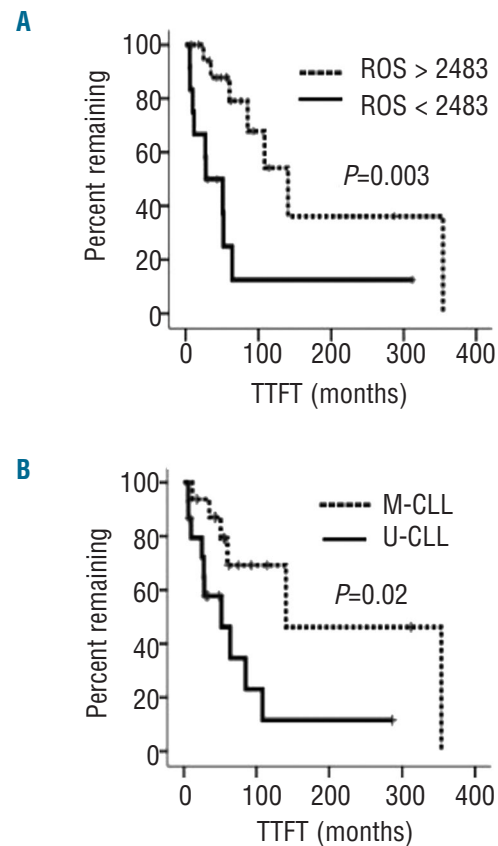 A
Percent remaining
100
80
60
40
20
0
ROS > 2483
ROS < 2483
P=0.003
0 100 200 300 400
TTFT (months)
B
Percent remaining
100
80
60
40
20
0
M-CLL
U-CLL
P=0.02
0 100 200 300 400
TTFT (months)